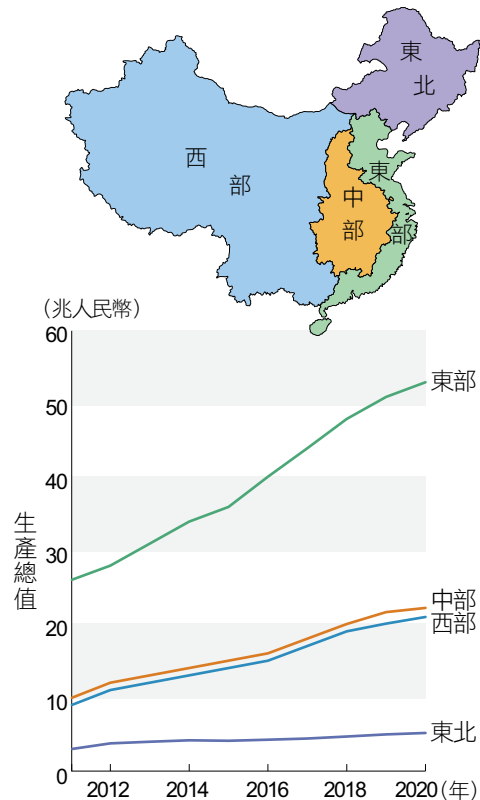 東
北
西
部
東
部
中
部
（兆人民幣）
60
50
40
30
20
10
0
生產總值
東部
中部
西部
東北
2012 2014 2016 2018 2020 （年）